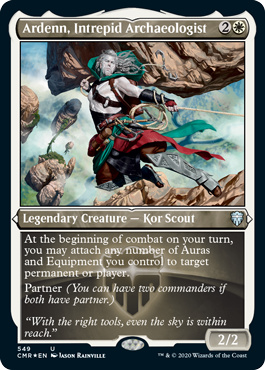 Ardenn, Intrepid Archaeologist 2
Legendary Creature — Kor Scout
At the beginning of combat on your turn,
you may attach any number of Auras
and Equipment you control to target
permanent or player.
Partner (You can have two commanders if
both have partner.)
"With the right tools, even the sky is within
reach."
2/2
549 U
CMR ★ EN Jason Rainville
™ & © 2020 Wizards of the Coast